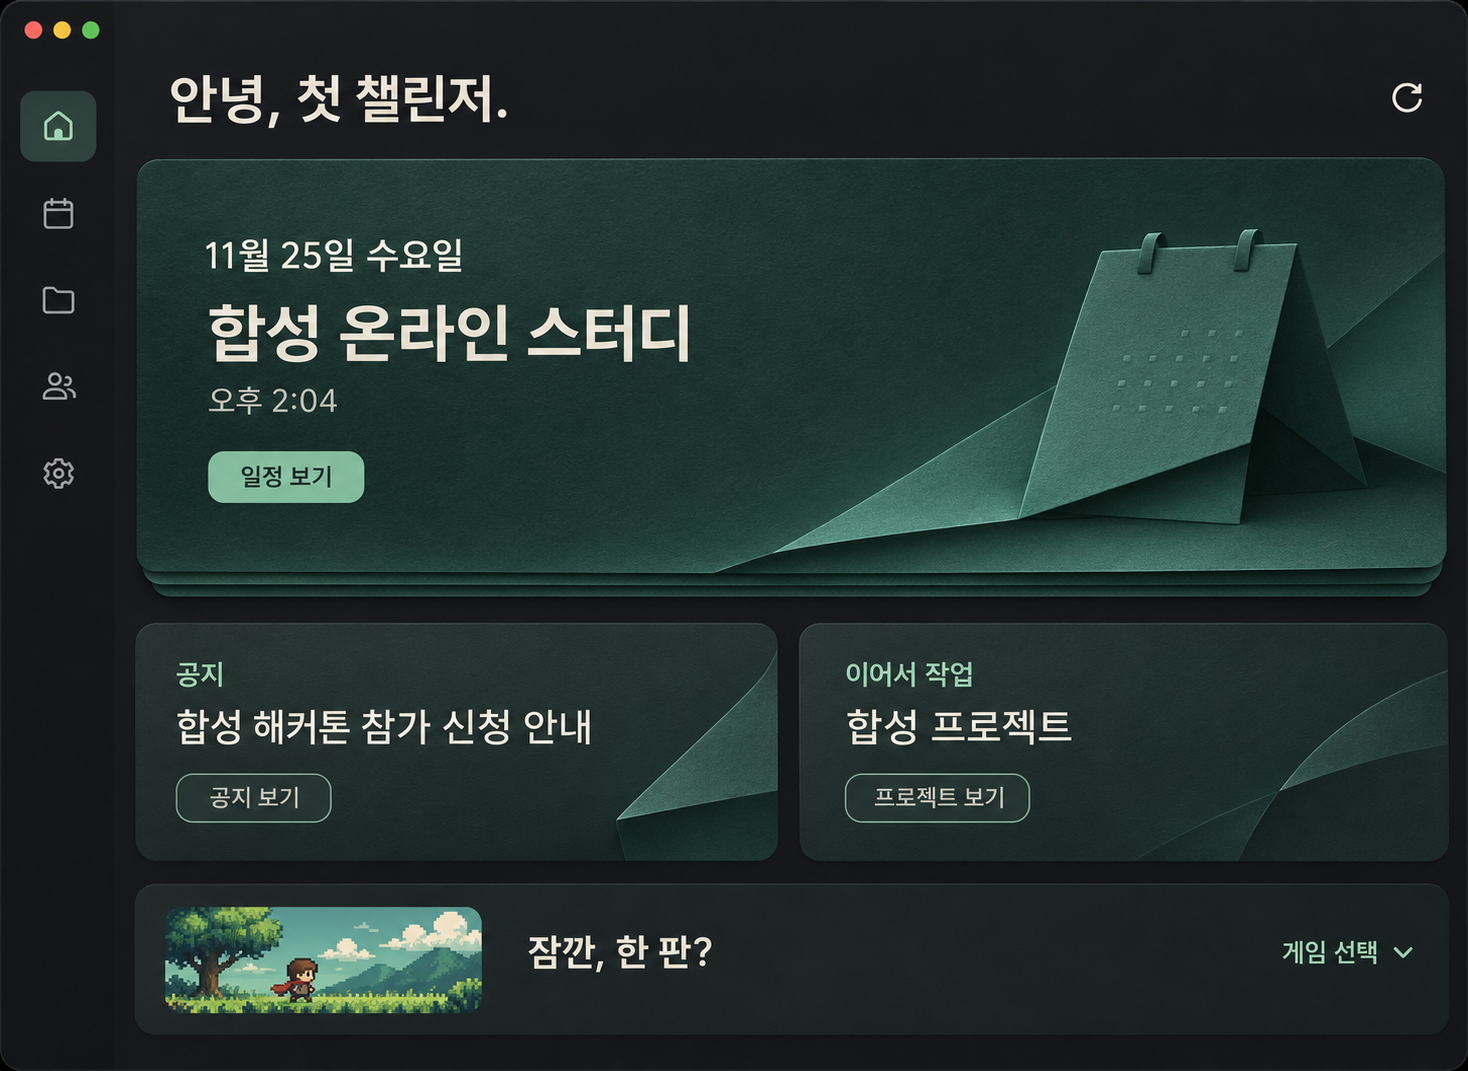 안녕, 첫 챌린저.
11월 25일 수요일
합성 온라인 스터디
오후 2:04
일정 보기
공지
합성 해커톤 참가 신청 안내
공지 보기
이어서 작업
합성 프로젝트
프로젝트 보기
잠깐, 한 판?
게임 선택